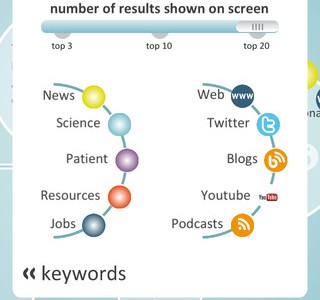 number of results shown on screen
top 3 top 10 top 20
News
Science
Patient
Resources
Jobs
Web www
Twitter
Blogs
Youtube You Tube
Podcasts
« keywords